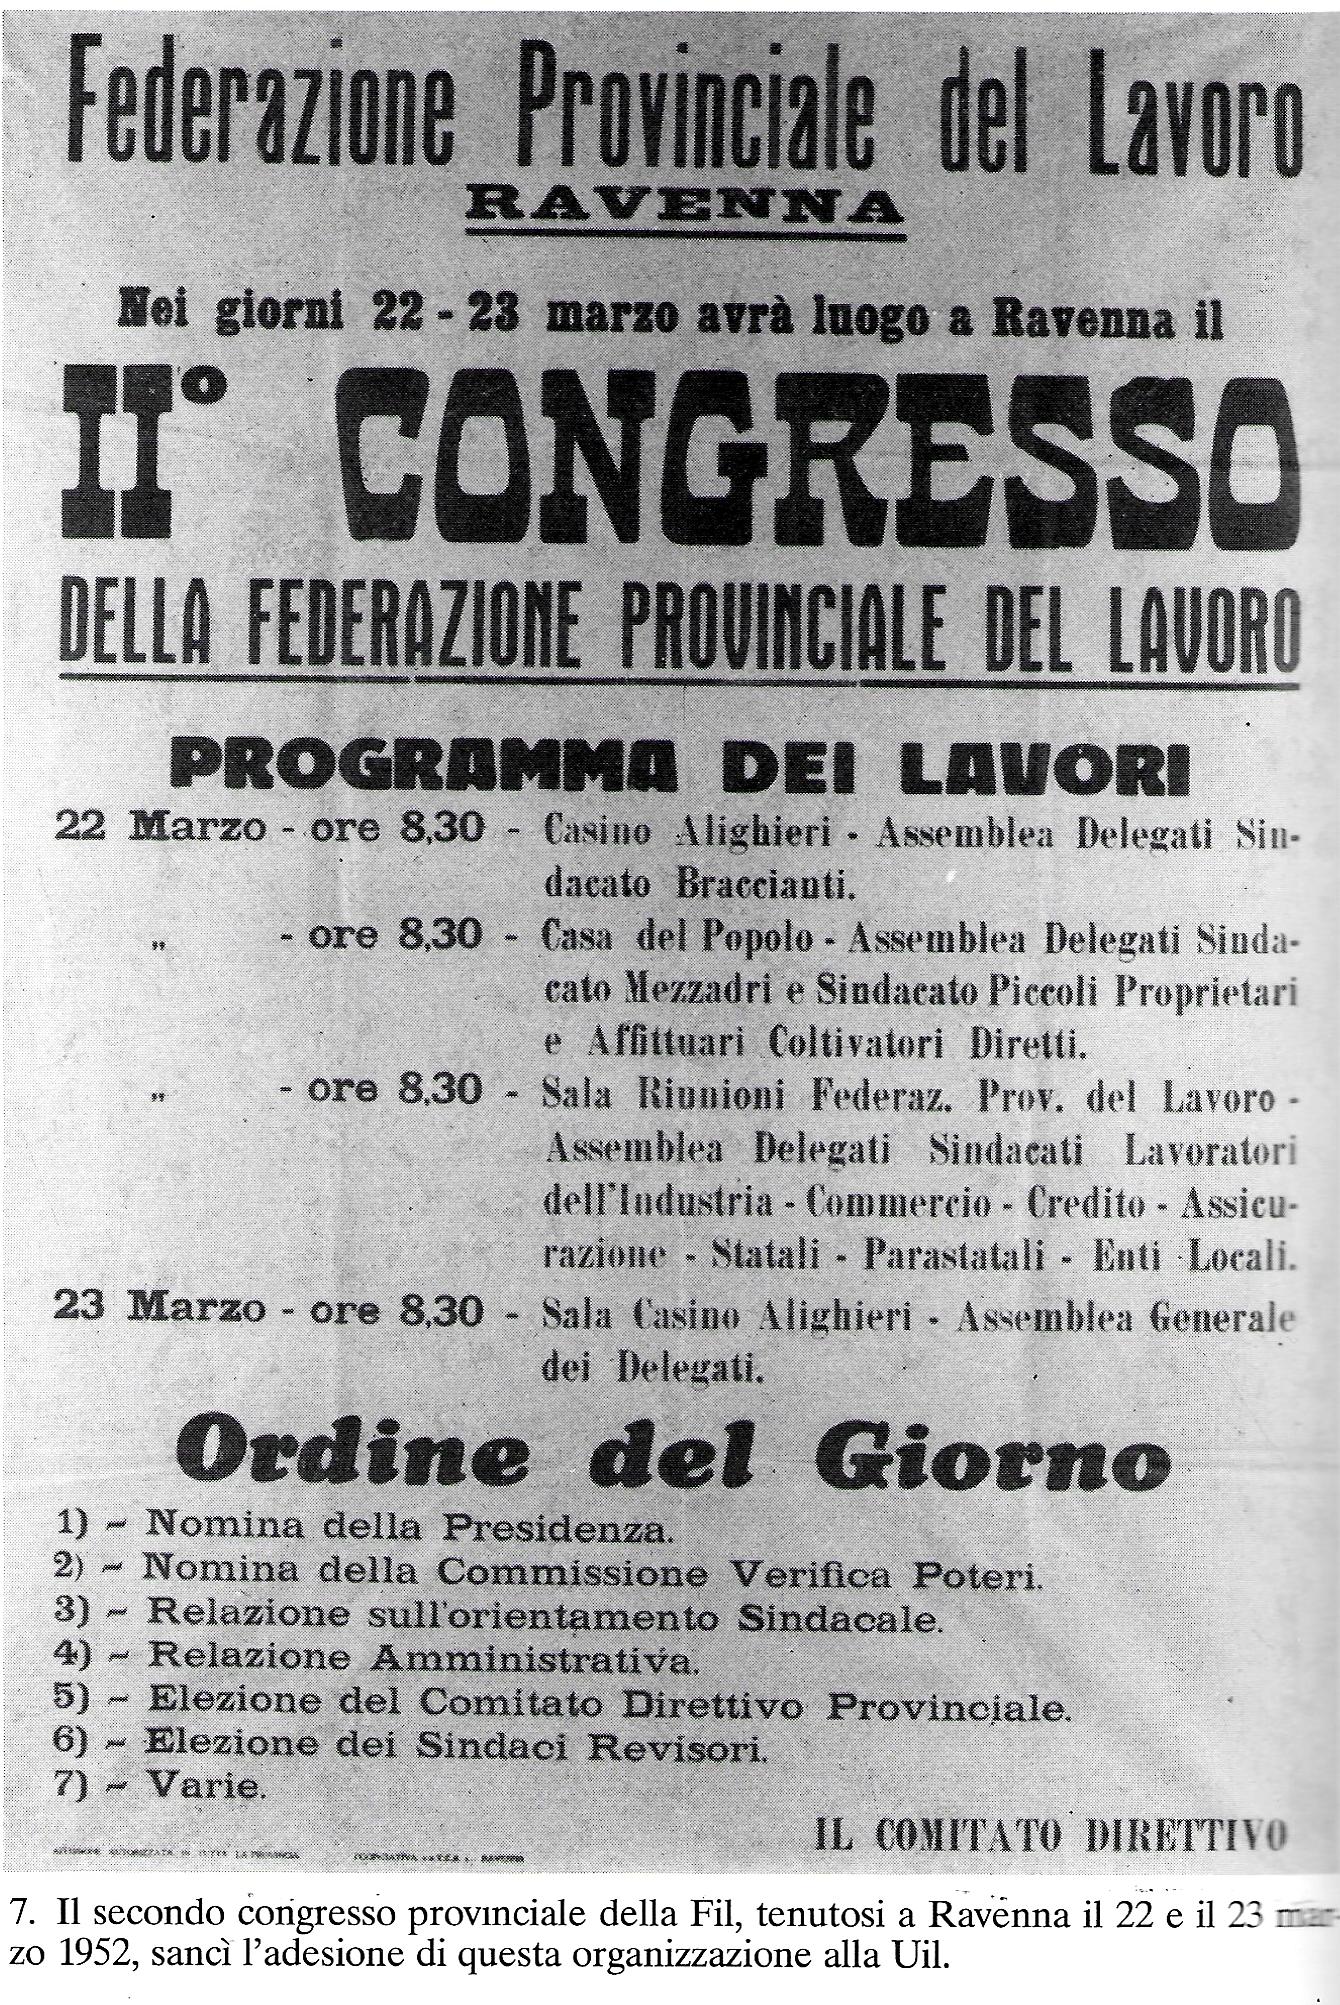 Federazione Provinciale del Lavoro
RAVENNA
Nei giorni 22 - 23 marzo avrà luogo a Ravenna il
II° CONGRESSO
DELLA FEDERAZIONE PROVINCIALE DEL LAVORO
PROGRAMMA DEI LAVORI
22 Marzo - ore 8,30 - Casino Alighieri - Assemblea Delegati Sin-
dacato Braccianti.
„ - ore 8,30 - Casa del Popolo - Assemblea Delegati Sinda-
cato Mezzadri e Sindacato Piccoli Proprietari
e Affittuari Coltivatori Diretti.
„ - ore 8,30 - Sala Riunioni Federaz. Prov. del Lavoro -
Assemblea Delegati Sindacati Lavoratori
dell'Industria - Commercio - Credito - Assicu-
razione - Statali - Parastatali - Enti Locali.
23 Marzo - ore 8,30 - Sala Casino Alighieri - Assemblea Generale
dei Delegati.
Ordine del Giorno
1) - Nomina della Presidenza.
2) - Nomina della Commissione Verifica Poteri.
3) - Relazione sull'orientamento Sindacale.
4) - Relazione Amministrativa.
5) - Elezione del Comitato Direttivo Provinciale.
6) - Elezione dei Sindaci Revisori.
7) - Varie.
IL COMITATO DIRETTIVO
AUTORIZZATA IN TUTTA LA PROVINCIA RAVENNA
7. Il secondo congresso provinciale della Fil, tenutosi a Ravenna il 22 e il 23 mar-
zo 1952, sancì l'adesione di questa organizzazione alla Uil.